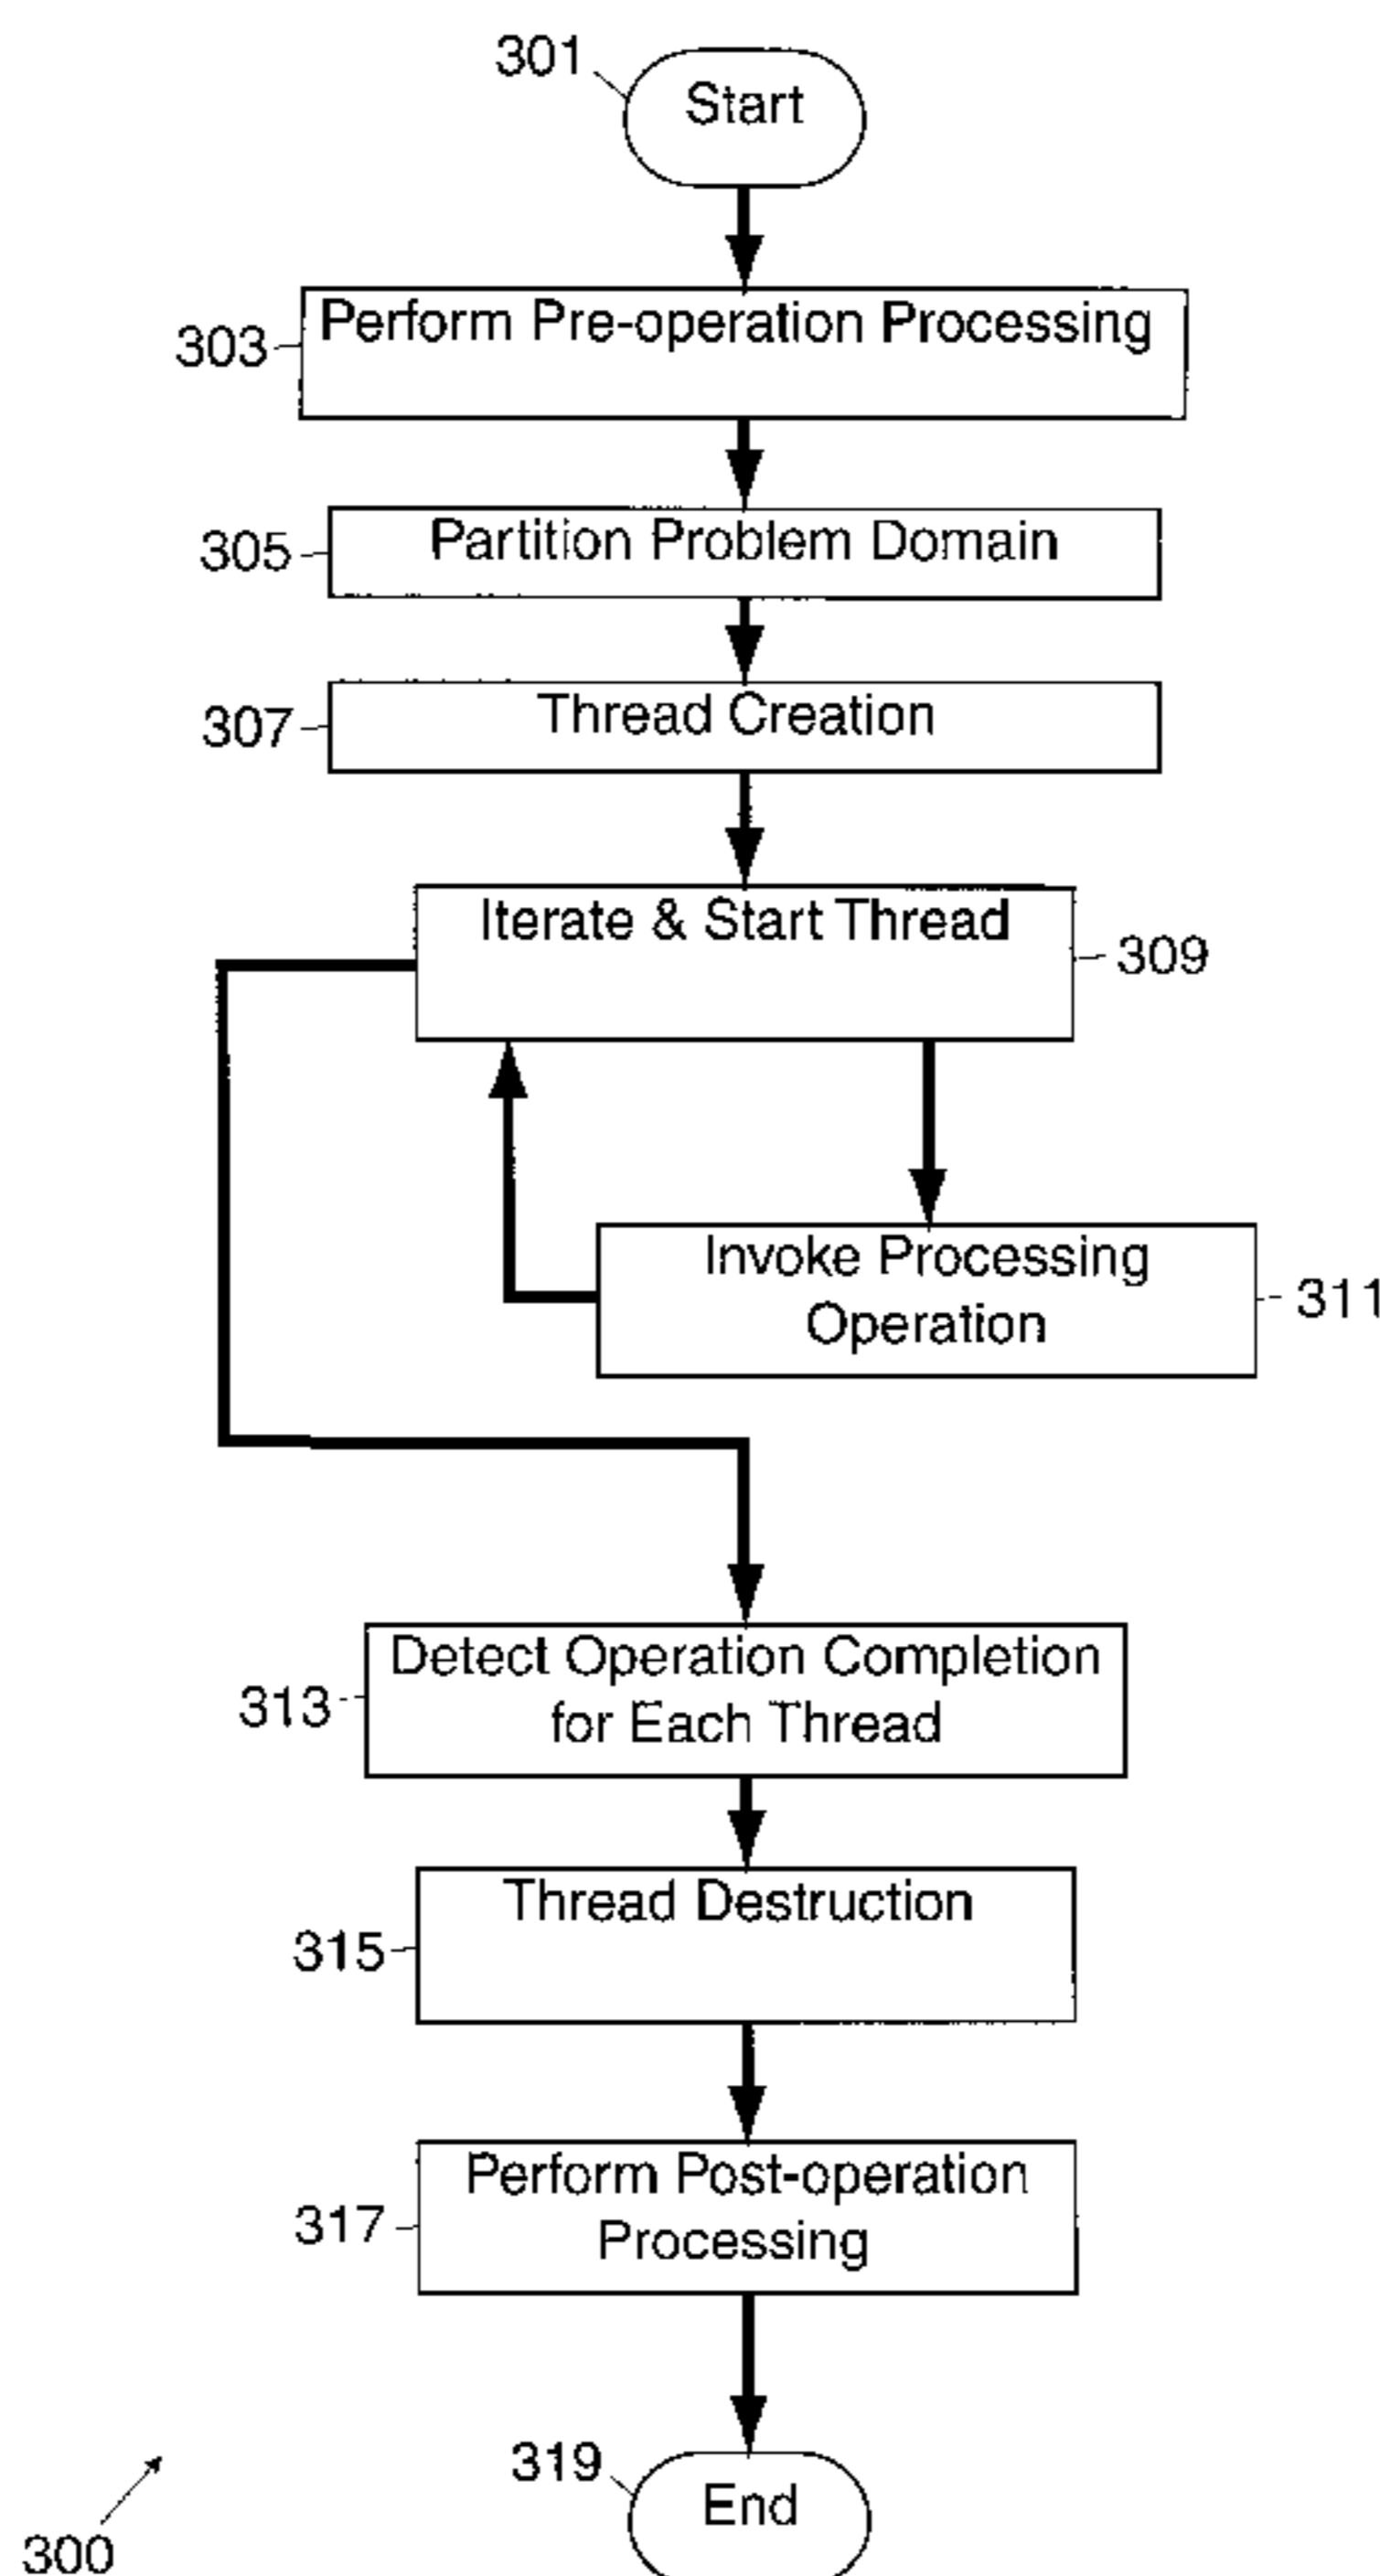 301
Start
303
Perform Pre-operation Processing
305
Partition Problem Domain
307
Thread Creation
Iterate & Start Thread
309
Invoke Processing
Operation
311
Detect Operation Completion
for Each Thread
313
Thread Destruction
315
Perform Post-operation
Processing
317
319
End
300